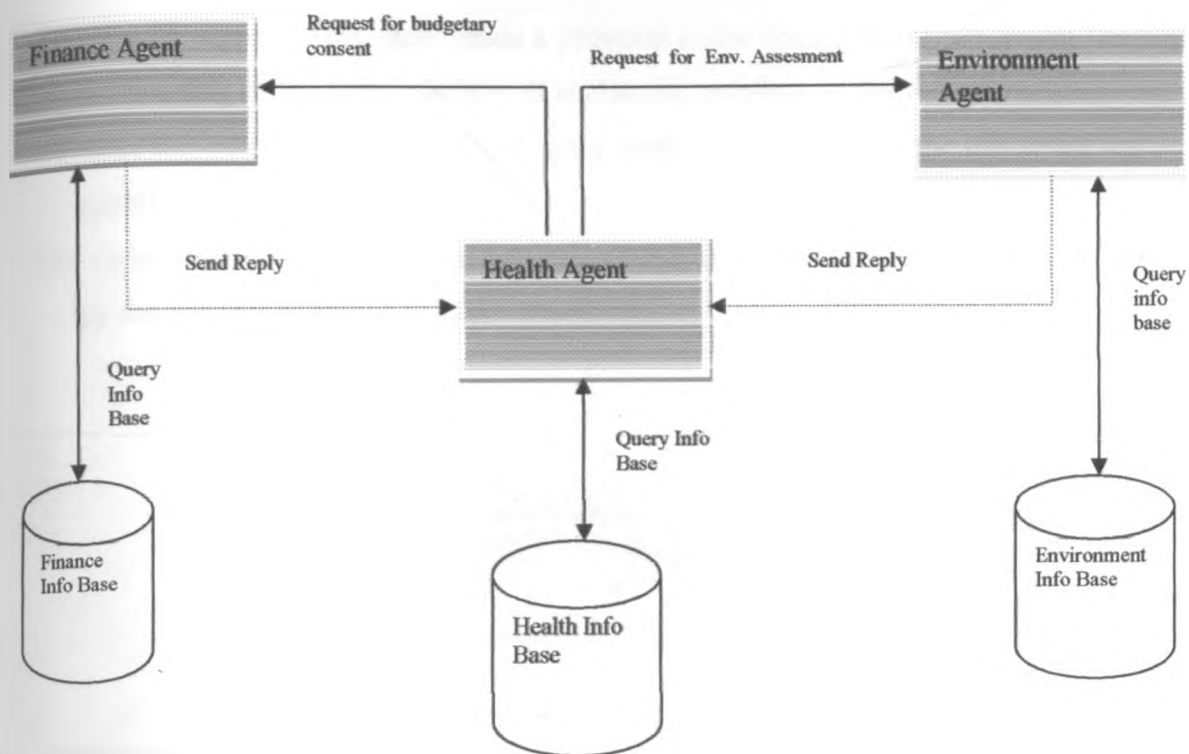 Request for budgetary
consent
Finance Agent
Request for Env. Assesment
Environment
Agent
Send Reply
Health Agent
Send Reply
Query
info
base
Query
Info
Base
Query Info
Base
Finance
Info Base
Environment
Info Base
Health Info
Base